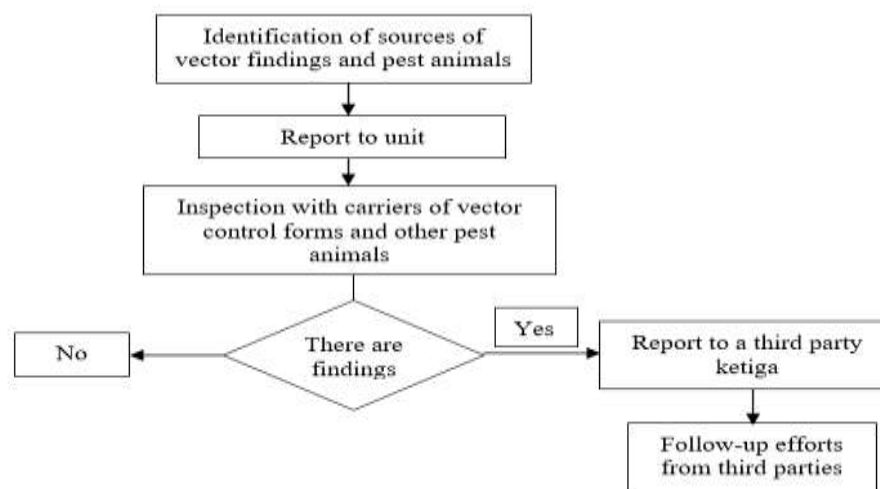 Identification of sources of
vector findings and pest animals
Report to unit
Inspection with carriers of vector
control forms and other pest
animals
There are
findings
No
Yes
Report to a third party
ketiga
Follow-up efforts
from third parties